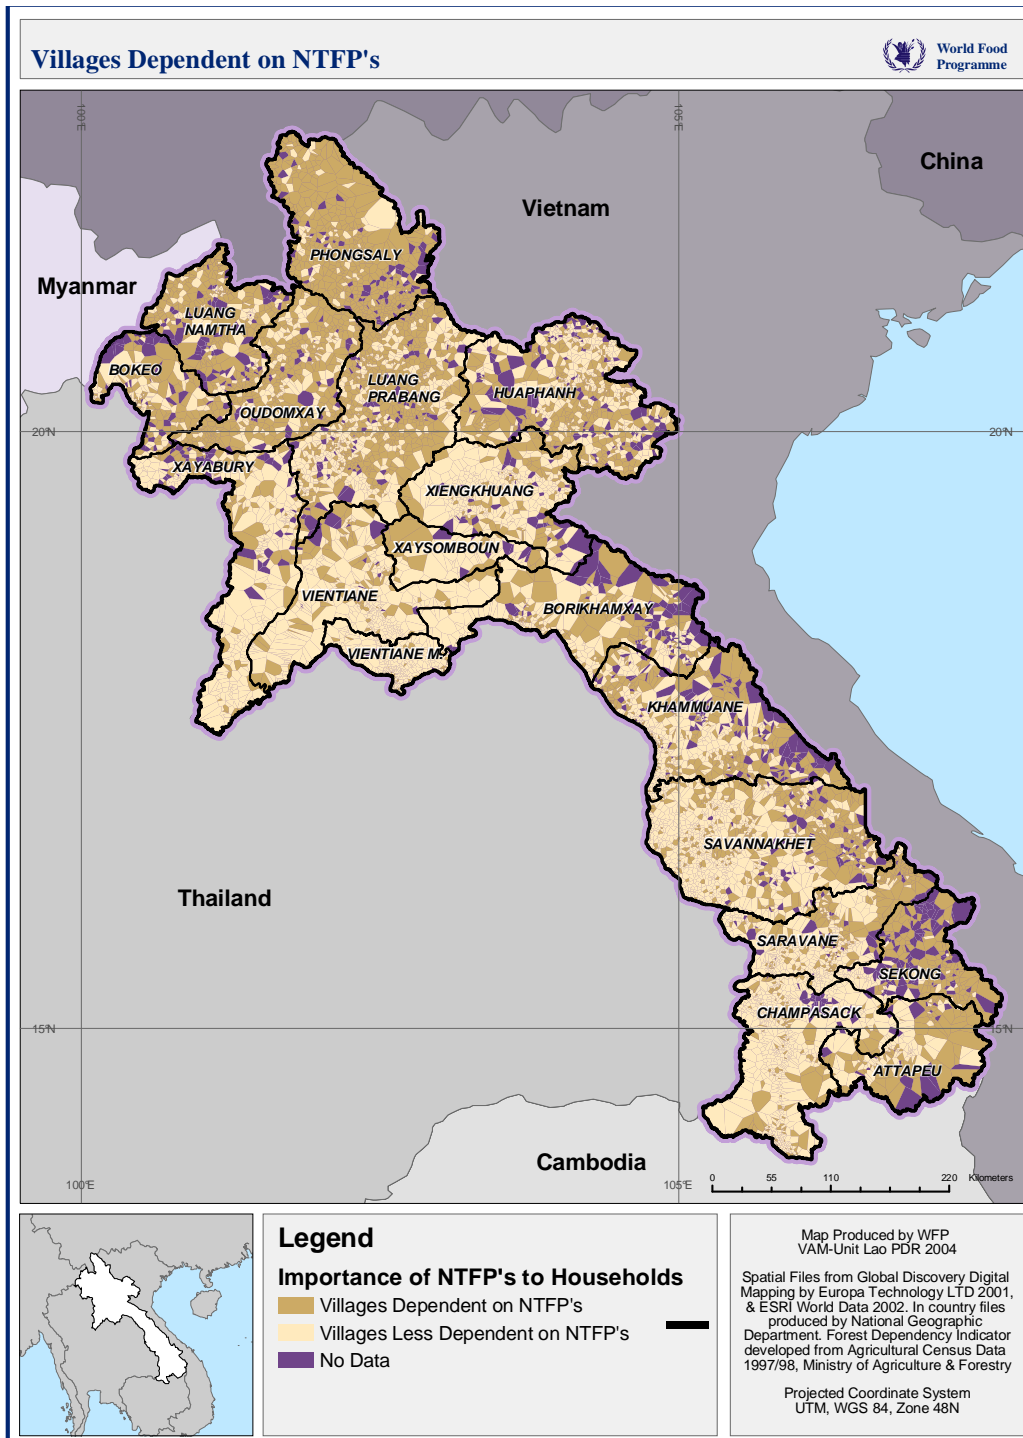 Villages Dependent on NTFP's
World Food
Programme
100°E
105°E
China
Vietnam
Myanmar
PHONGSALY
LUANG
NAMTHA
BOKEO
LUANG
PRABANG
HUAPHANH
OUDOMXAY
20°N
20°N
XAYABURY
XIENGKHUANG
XAYSOMBOUN
VIENTIANE
BORIKHAMXAY
VIENTIANE M.
KHAMMUANE
SAVANNAKHET
Thailand
SARAVANE
SEKONG
CHAMPASACK
15°N
15°N
ATTAPEU
Cambodia
0 55 110 220 Kilometers
100°E
105°E
Legend
Importance of NTFP's to Households
Villages Dependent on NTFP's
Villages Less Dependent on NTFP's
No Data
Map Produced by WFP
VAM-Unit Lao PDR 2004
Spatial Files from Global Discovery Digital
Mapping by Europa Technology LTD 2001,
& ESRI World Data 2002. In country files
produced by National Geographic
Department. Forest Dependency Indicator
developed from Agricultural Census Data
1997/98, Ministry of Agriculture & Forestry
Projected Coordinate System
UTM, WGS 84, Zone 48N